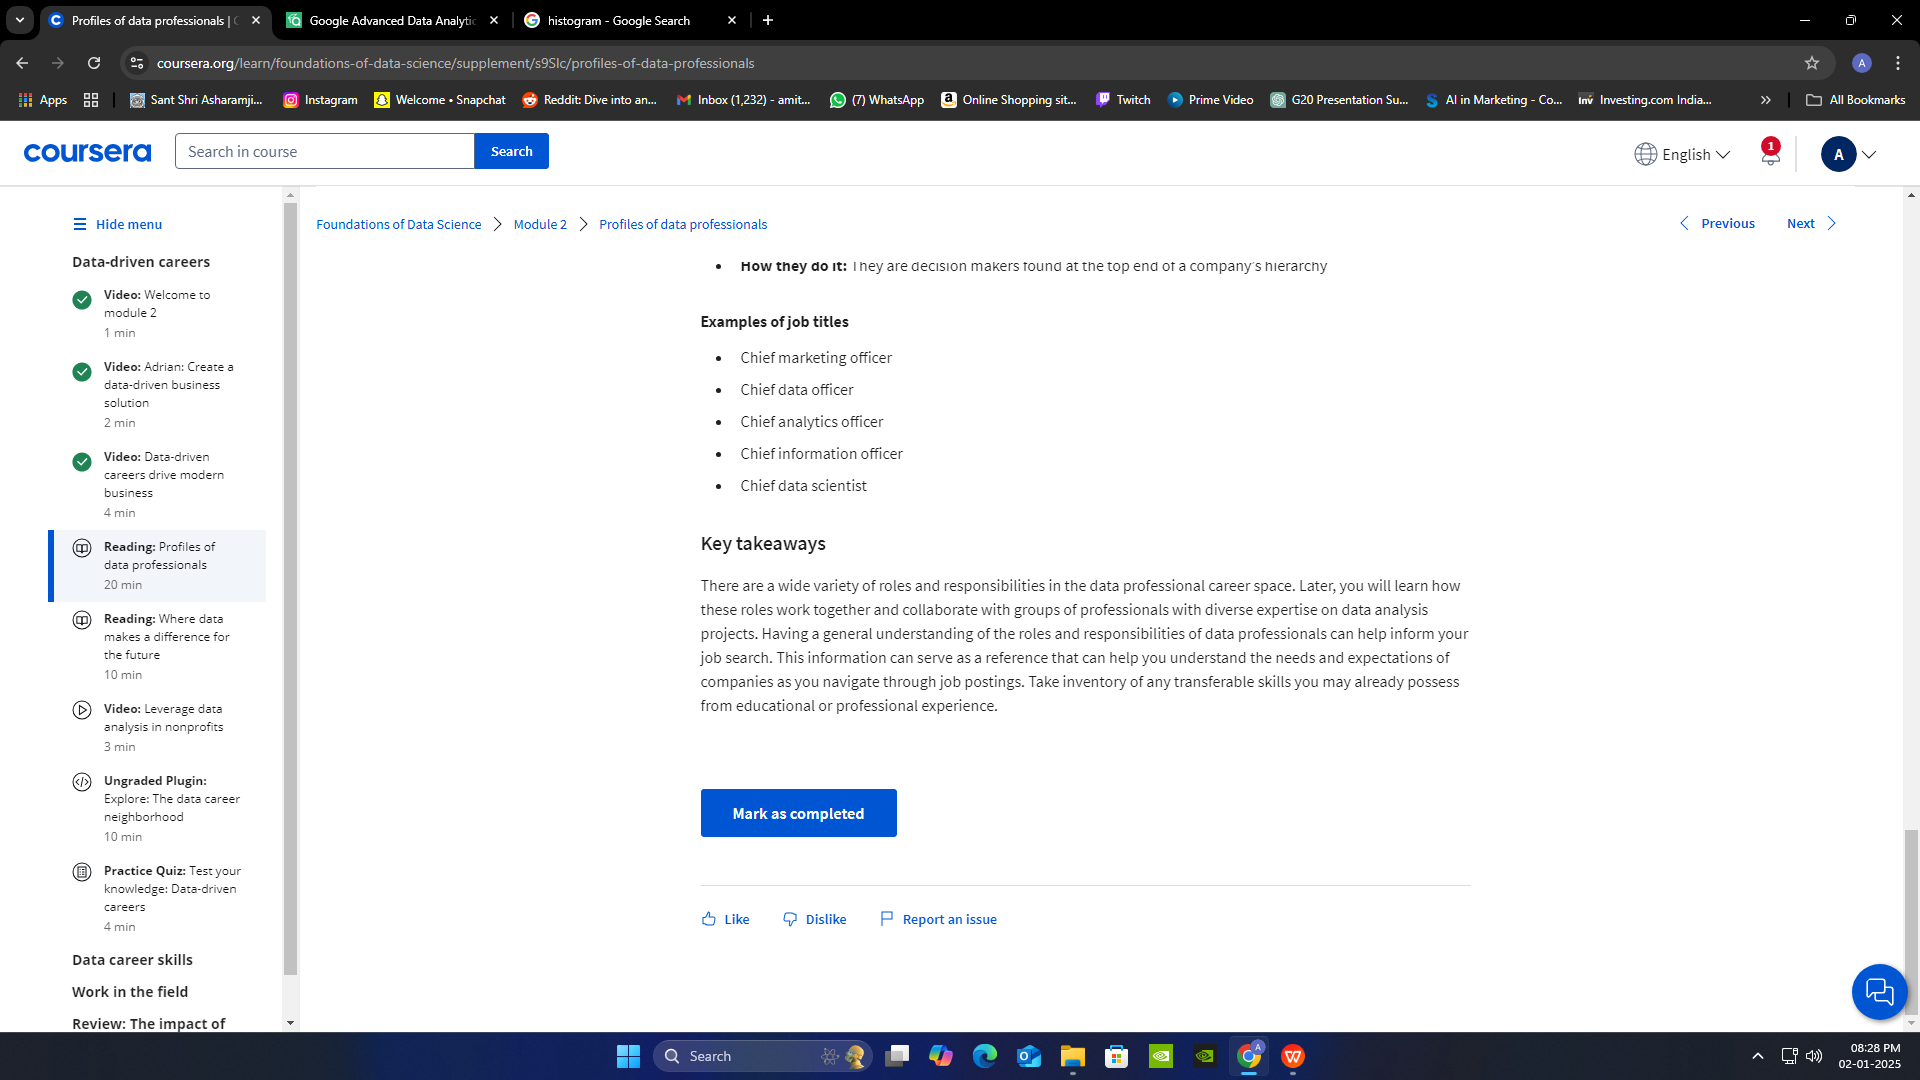 Profiles of data professionals | C
Google Advanced Data Analytic
histogram - Google Search
coursera.org/learn/foundations-of-data-science/supplement/s9Slc/profiles-of-data-professionals
A
Apps
Sant Shri Asharamji...
Instagram
Welcome • Snapchat
Reddit: Dive into an...
Inbox (1,232) - amit...
(7) WhatsApp
Online Shopping sit...
Twitch
Prime Video
G20 Presentation Su...
AI in Marketing - Co...
Inv Investing.com India...
»
All Bookmarks
coursera
Search in course
Search
English
1
A
Hide menu
Data-driven careers
Video: Welcome to
module 2
1 min
Video: Adrian: Create a
data-driven business
solution
2 min
Video: Data-driven
careers drive modern
business
4 min
Reading: Profiles of
data professionals
20 min
Reading: Where data
makes a difference for
the future
10 min
Video: Leverage data
analysis in nonprofits
3 min
Ungraded Plugin:
Explore: The data career
neighborhood
10 min
Practice Quiz: Test your
knowledge: Data-driven
careers
4 min
Data career skills
Work in the field
Review: The impact of
Foundations of Data Science > Module 2 > Profiles of data professionals
Previous
Next
• How they do it: They are decision makers found at the top end of a company's hierarchy
Examples of job titles
• Chief marketing officer
• Chief data officer
• Chief analytics officer
• Chief information officer
• Chief data scientist
Key takeaways
There are a wide variety of roles and responsibilities in the data professional career space. Later, you will learn how
these roles work together and collaborate with groups of professionals with diverse expertise on data analysis
projects. Having a general understanding of the roles and responsibilities of data professionals can help inform your
job search. This information can serve as a reference that can help you understand the needs and expectations of
companies as you navigate through job postings. Take inventory of any transferable skills you may already possess
from educational or professional experience.
Mark as completed
Like
Dislike
Report an issue
Search
A
W
08:28 PM
02-01-2025